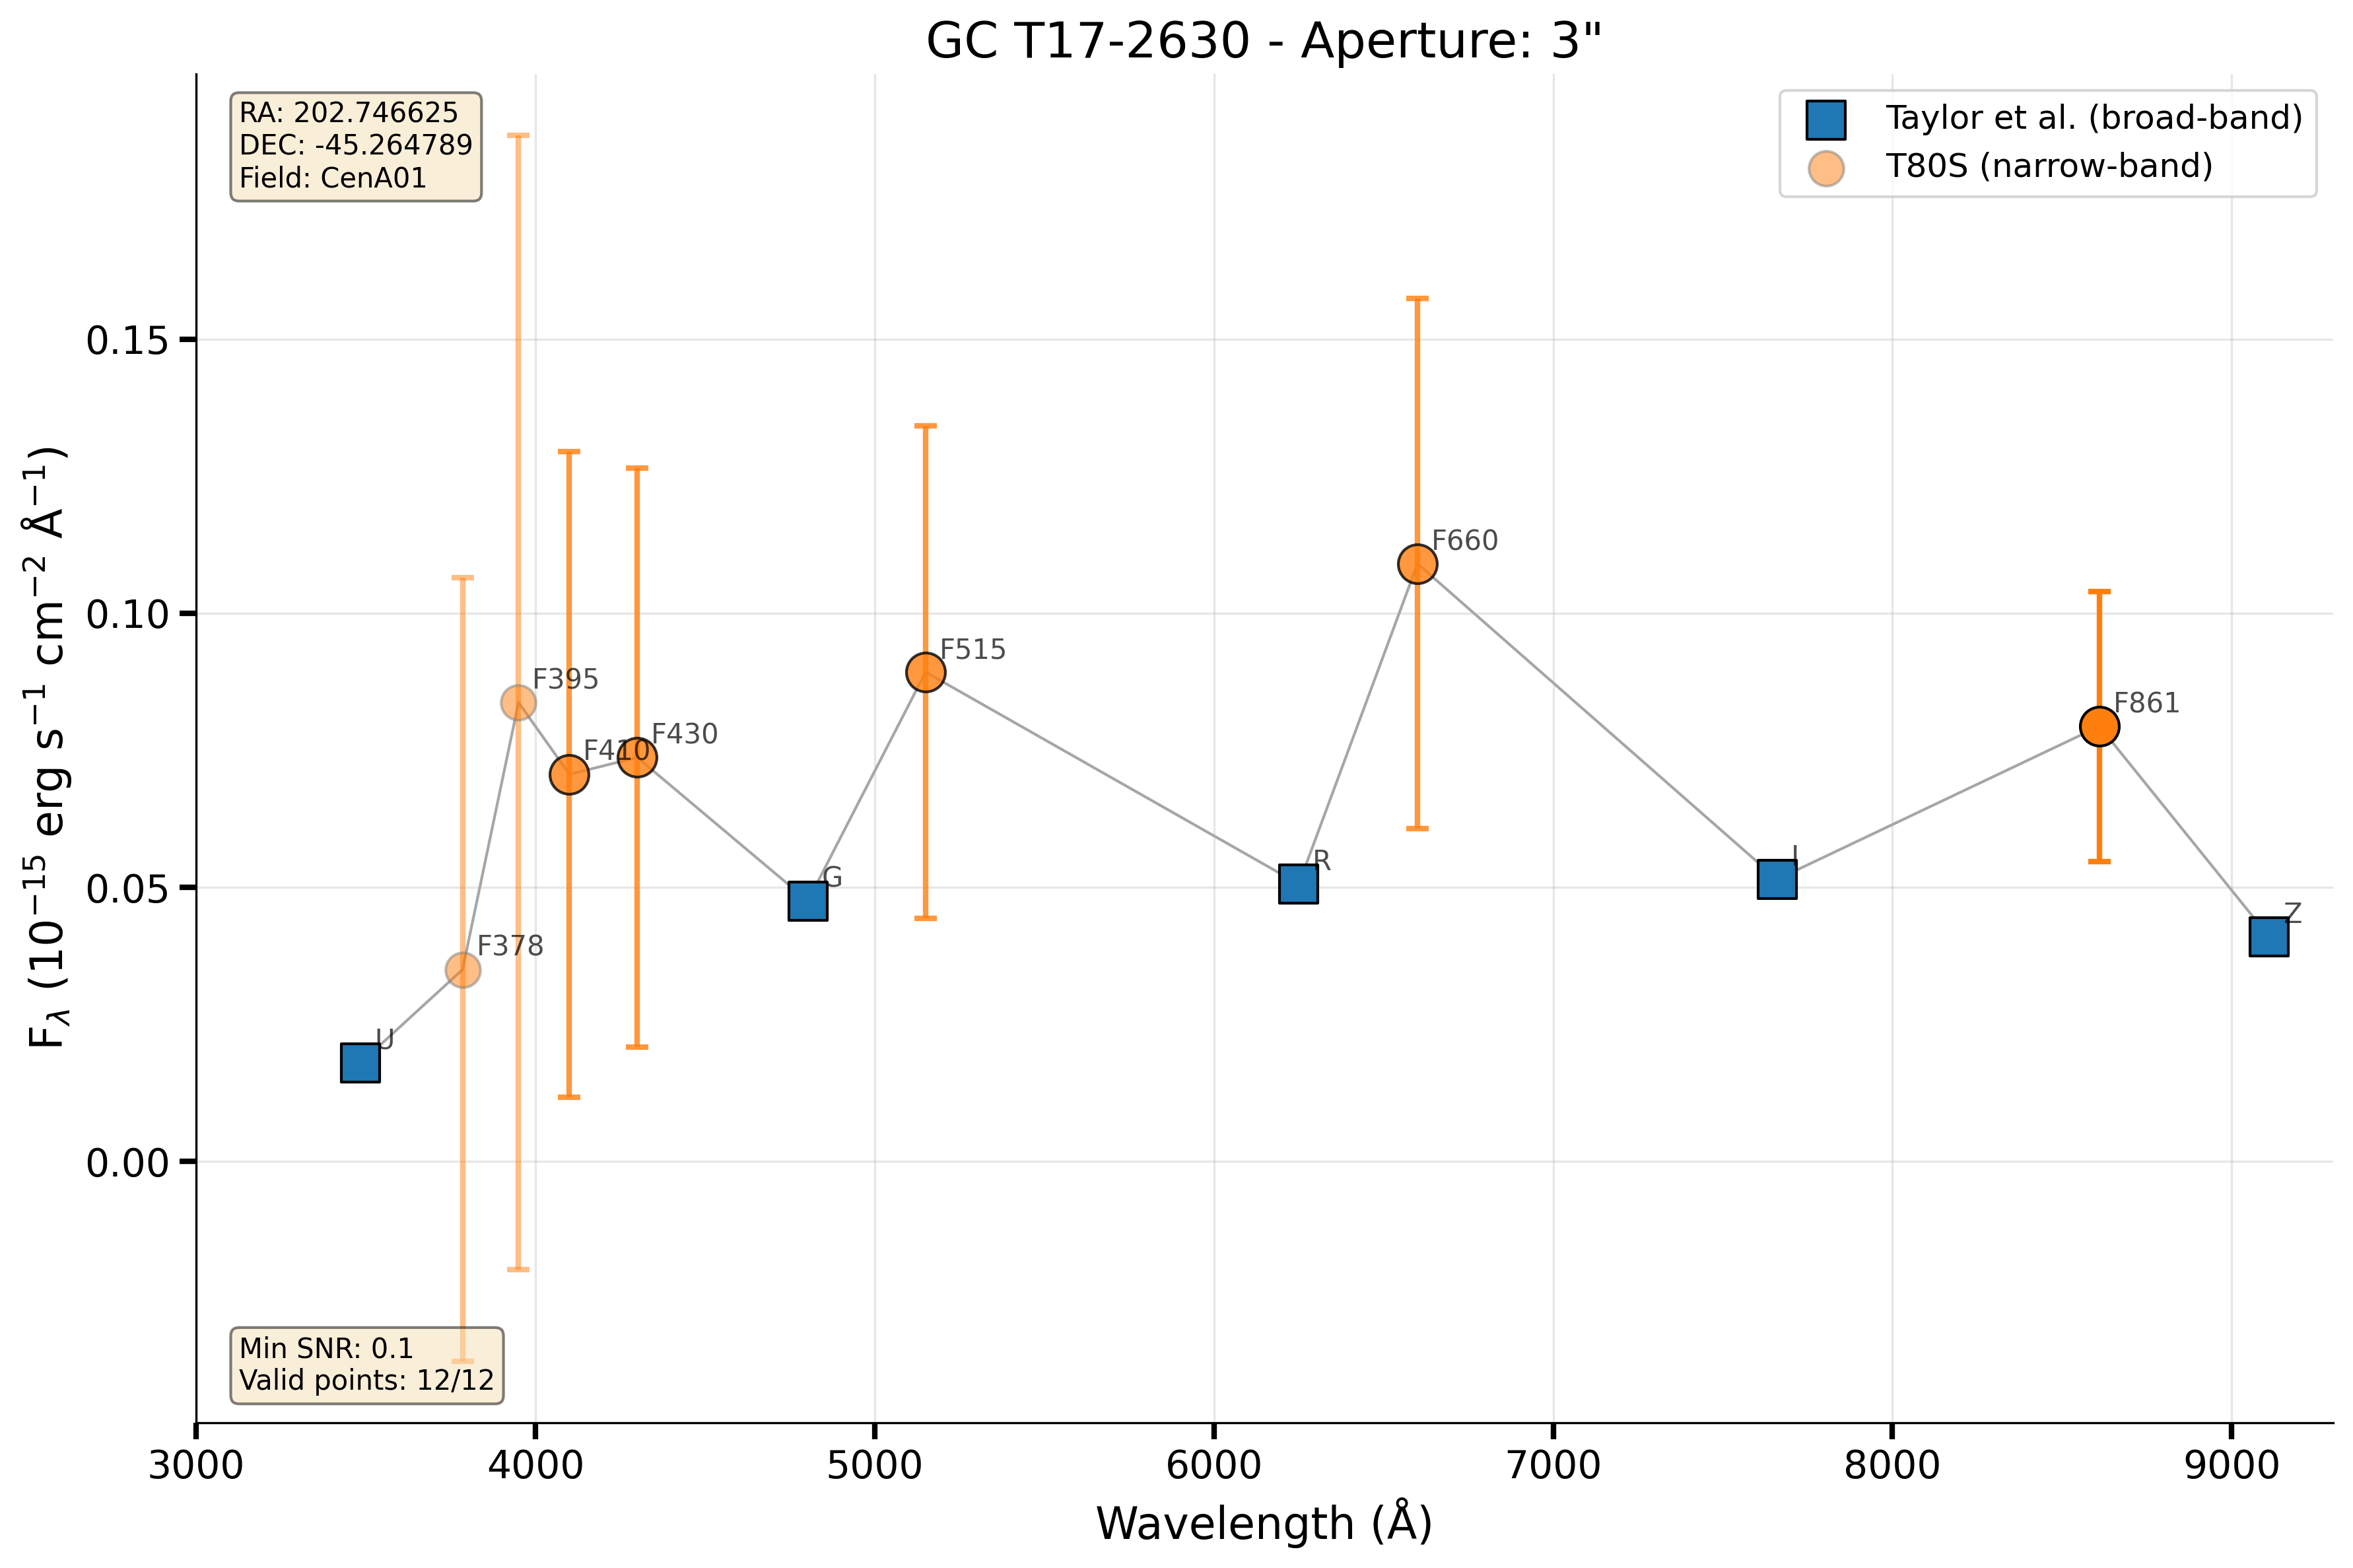 GC T17-2630 - Aperture: 3"
RA: 202.746625
DEC: -45.264789
Field: CenA01
Taylor et al. (broad-band)
T80S (narrow-band)
F_λ (10⁻¹⁵ erg s⁻¹ cm⁻² Å⁻¹)
0.15
0.10
0.05
0.00
U
F378
F395
F410
F430
G
F515
R
F660
I
F861
Z
Min SNR: 0.1
Valid points: 12/12
3000 4000 5000 6000 7000 8000 9000
Wavelength (Å)